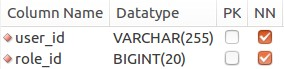 Column Name Datatype PK NN
user_id VARCHAR(255)
role_id BIGINT(20)